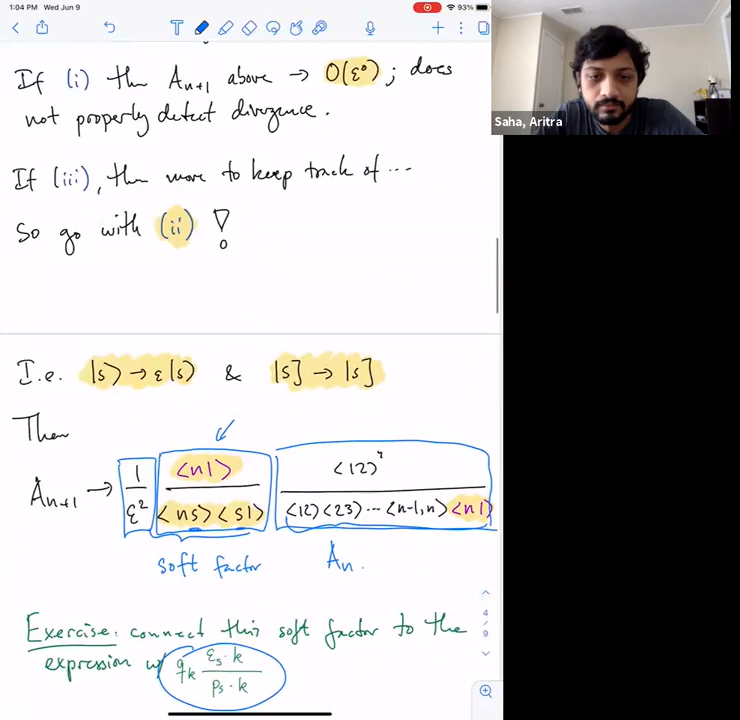 1:04 PM Wed Jun 9
93%
If (i) then Aₙ₊₁ above → O(ε⁰); does
not properly detect divergence.
If (iii), then more to keep track of ...
So go with (ii) !
I.e. |s⟩→ε|s⟩ & |s]→|s]
Then
Aₙ₊₁ → 1/ε² <n1>/<ns><s1> <12>⁴/<12><23>...<n-1,n><n1>
soft factor Aₙ.
Exercise: connect this soft factor to the
expression w/ qₖ εₛ·k/pₛ·k
Saha, Aritra
4
9